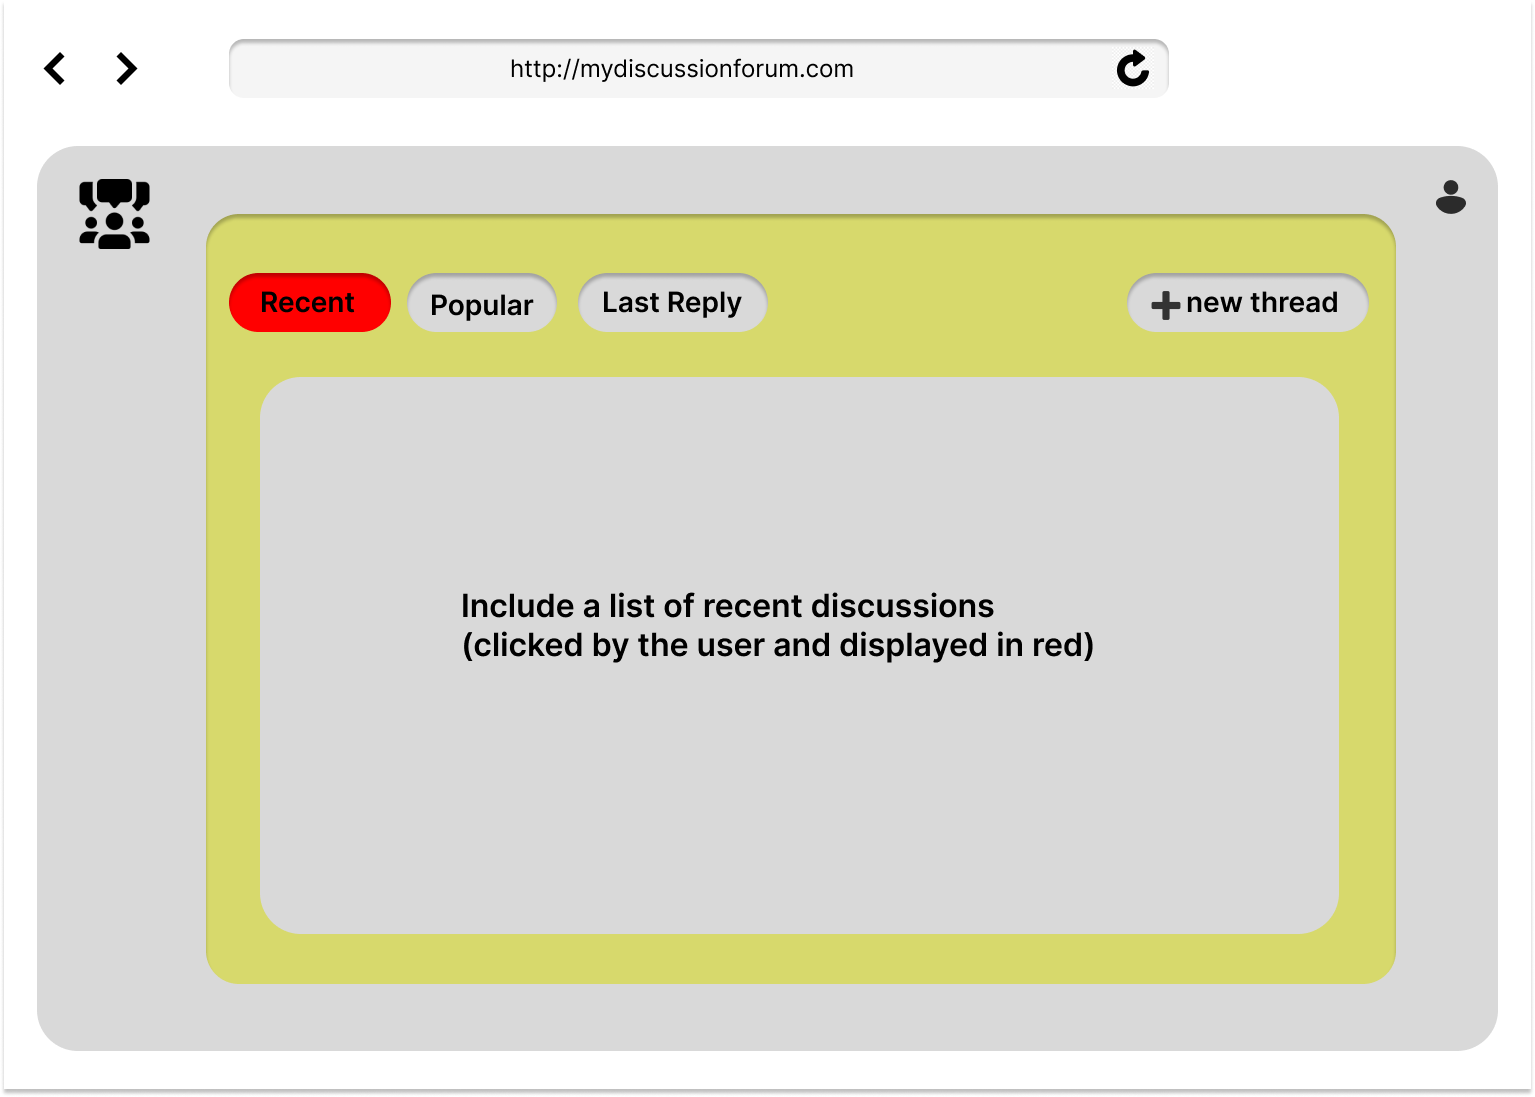 http://mydiscussionforum.com
Recent
Popular
Last Reply
new thread
Include a list of recent discussions
(clicked by the user and displayed in red)